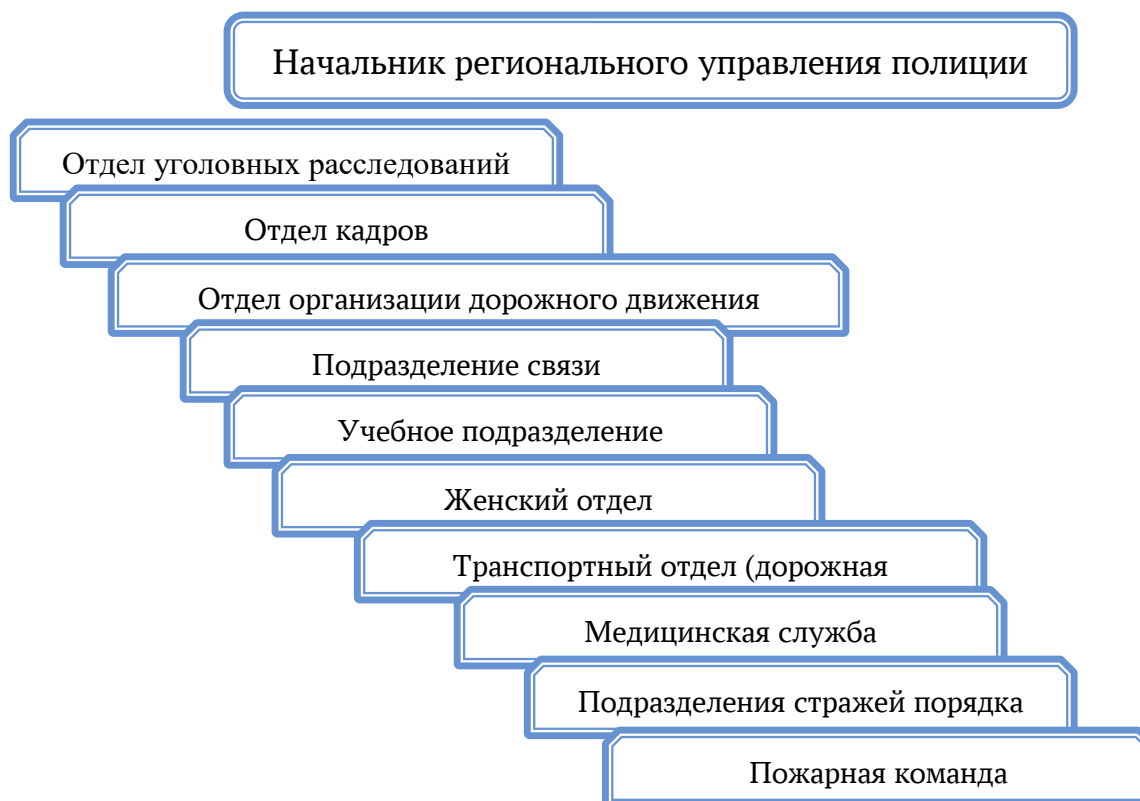 Начальник регионального управления полиции
Отдел уголовных расследований
Отдел кадров
Отдел организации дорожного движения
Подразделение связи
Учебное подразделение
Женский отдел
Транспортный отдел (дорожная
Медицинская служба
Подразделения стражей порядка
Пожарная команда